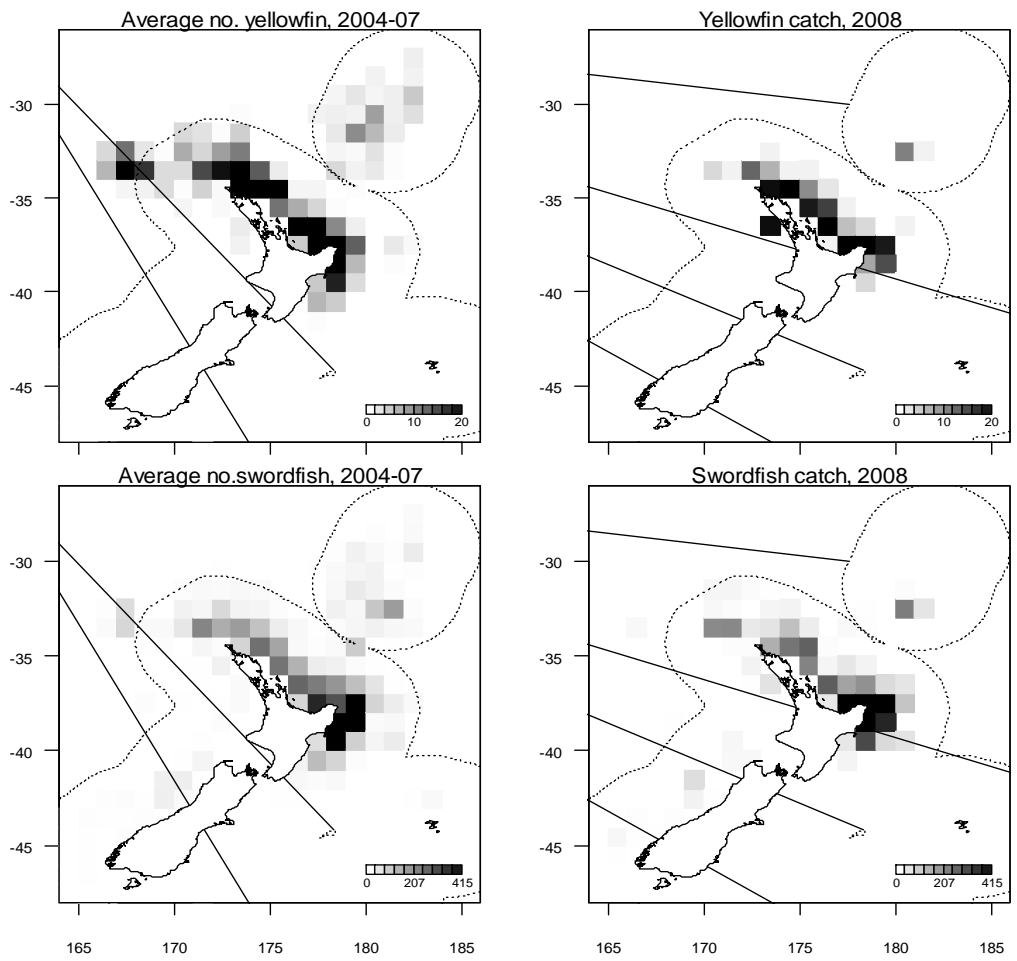 Average no. yellowfin, 2004-07
Yellowfin catch, 2008
-30
-35
-40
-45
0 10 20
-30
-35
-40
-45
0 10 20
Average no.swordfish, 2004-07
Swordfish catch, 2008
-30
-35
-40
-45
0 207 415
-30
-35
-40
-45
0 207 415
165 170 175 180 185
165 170 175 180 185